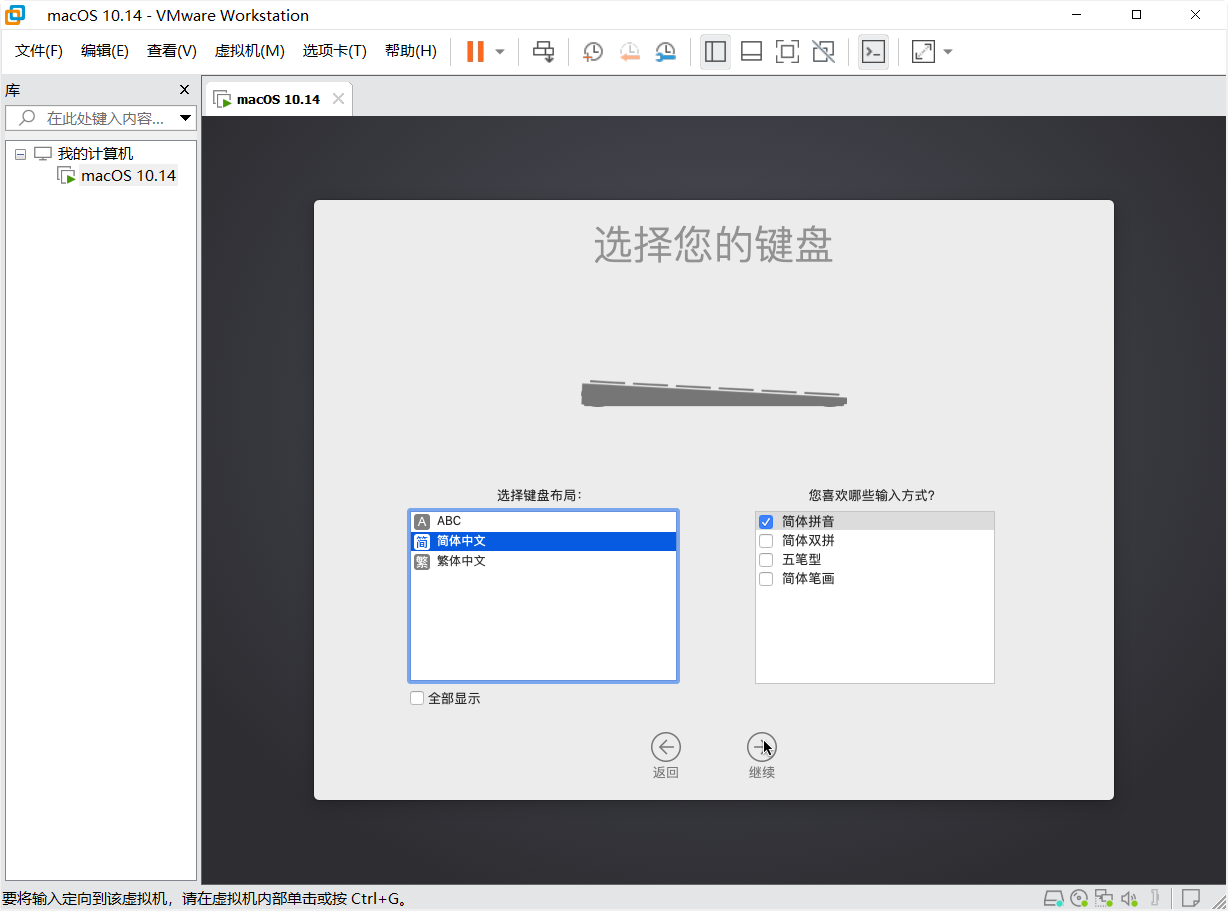 macOS 10.14 - VMware Workstation
文件(F) 编辑(E) 查看(V) 虚拟机(M) 选项卡(T) 帮助(H)
库
在此处键入内容...
我的计算机
macOS 10.14
macOS 10.14
选择您的键盘
选择键盘布局:
A ABC
简 简体中文
繁 繁体中文
全部显示
您喜欢哪些输入方式?
简体拼音
简体双拼
五笔型
简体笔画
返回
继续
要将输入定向到该虚拟机，请在虚拟机内部单击或按 Ctrl+G。